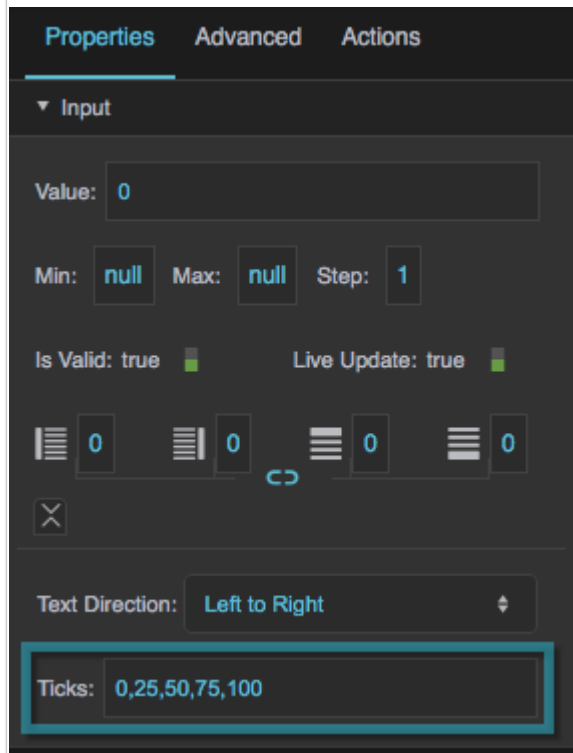 Properties Advanced Actions
Input
Value: 0
Min: null Max: null Step: 1
Is Valid: true Live Update: true
0 0 0 0
Text Direction: Left to Right
Ticks: 0,25,50,75,100